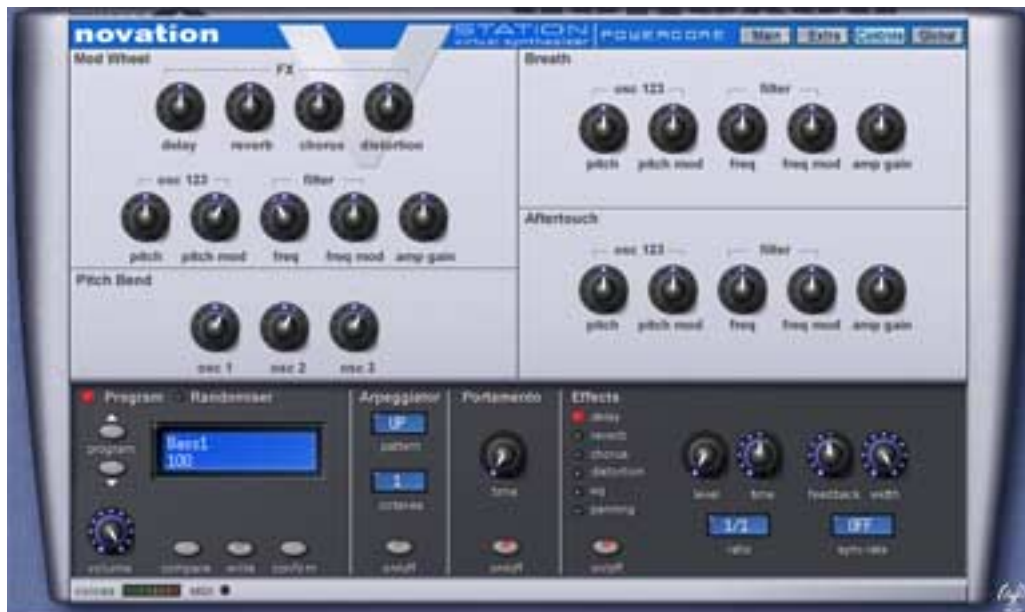 novation
V STATION
virtual synthesiser
POWERCORE
Main Extra Controls Global
Mod Wheel
FX
delay reverb chorus distortion
osc 123 filter
pitch pitch mod freq freq mod amp gain
Pitch Bend
osc 1 osc 2 osc 3
Breath
osc 123 filter
pitch pitch mod freq freq mod amp gain
Aftertouch
osc 123 filter
pitch pitch mod freq freq mod amp gain
Program Randomiser
program
Bass1
100
volume compare write confirm
Arpeggiator
UP
pattern
1
octaves
on/off
Portamento
time
on/off
Effects
delay
reverb
chorus
distortion
eq
panning
on/off
level time feedback width
1/1 OFF
ratio sync rate
voices MIDI